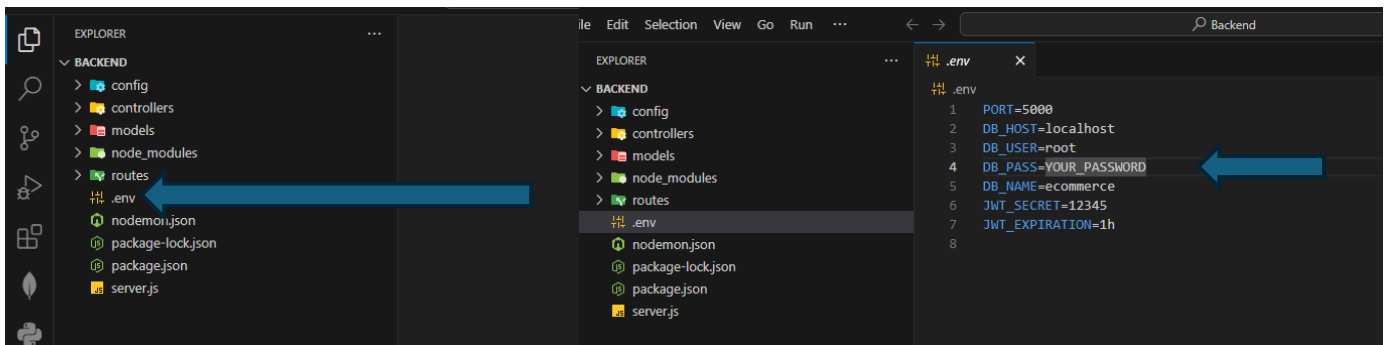 EXPLORER ...
BACKEND
config
controllers
models
node_modules
routes
.env
nodemon.json
package-lock.json
package.json
server.js
File Edit Selection View Go Run ...
Backend
EXPLORER ...
BACKEND
config
controllers
models
node_modules
routes
.env
nodemon.json
package-lock.json
package.json
server.js
.env
.env
1 PORT=5000
2 DB_HOST=localhost
3 DB_USER=root
4 DB_PASS=YOUR_PASSWORD
5 DB_NAME=ecommerce
6 JWT_SECRET=12345
7 JWT_EXPIRATION=1h
8